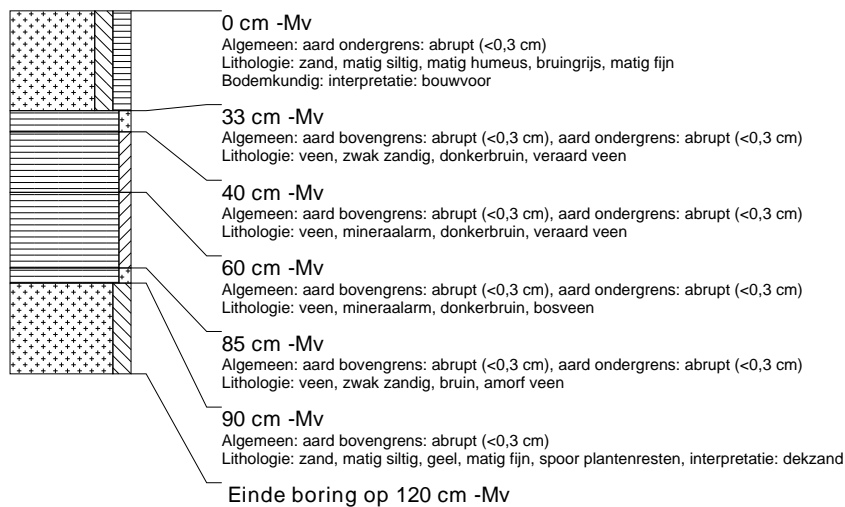 0 cm -Mv
Algemeen: aard ondergrens: abrupt (<0,3 cm)
Lithologie: zand, matig siltig, matig humeus, bruingrijs, matig fijn
Bodemkundig: interpretatie: bouwvoor
33 cm -Mv
Algemeen: aard bovengrens: abrupt (<0,3 cm), aard ondergrens: abrupt (<0,3 cm)
Lithologie: veen, zwak zandig, donkerbruin, veraard veen
40 cm -Mv
Algemeen: aard bovengrens: abrupt (<0,3 cm), aard ondergrens: abrupt (<0,3 cm)
Lithologie: veen, mineraalarm, donkerbruin, veraard veen
60 cm -Mv
Algemeen: aard bovengrens: abrupt (<0,3 cm), aard ondergrens: abrupt (<0,3 cm)
Lithologie: veen, mineraalarm, donkerbruin, bosveen
85 cm -Mv
Algemeen: aard bovengrens: abrupt (<0,3 cm), aard ondergrens: abrupt (<0,3 cm)
Lithologie: veen, zwak zandig, bruin, amorf veen
90 cm -Mv
Algemeen: aard bovengrens: abrupt (<0,3 cm)
Lithologie: zand, matig siltig, geel, matig fijn, spoor plantenresten, interpretatie: dekzand
Einde boring op 120 cm -Mv